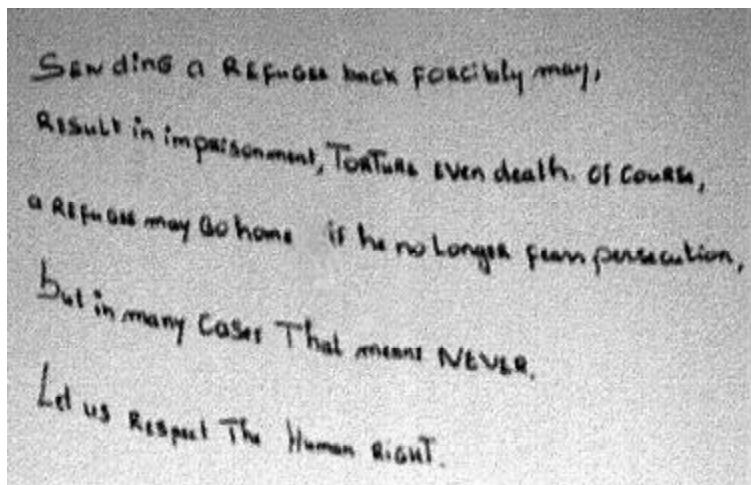 Sending a Refugee back forcibly may,
Result in imprisonment, Torture even death. Of course,
a Refugee may Go home if he no Longer fears persecution,
but in many Cases That means NEVER.
Let us Respect The Human RIGHT.